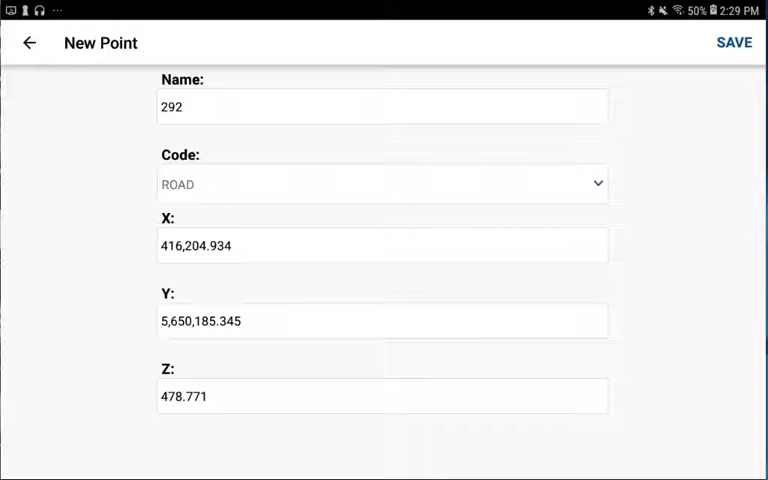 50% 2:29 PM
New Point
SAVE
Name:
292
Code:
ROAD
X:
416,204.934
Y:
5,650,185.345
Z:
478.771